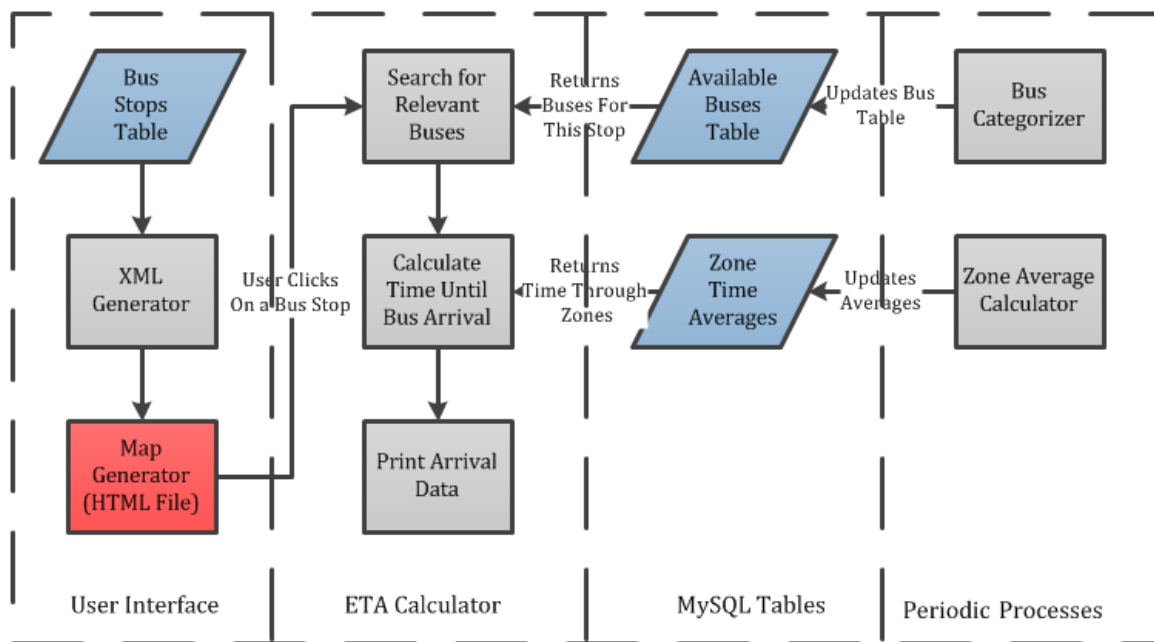 Bus
Stops
Table
XML
Generator
Map
Generator
(HTML File)
User Interface
User Clicks
On a Bus Stop
Search for
Relevant
Buses
Calculate
Time Until
Bus Arrival
Print Arrival
Data
ETA Calculator
Returns
Buses For
This Stop
Returns
Time Through
Zones
Available
Buses
Table
Zone
Time
Averages
MySQL Tables
Updates Bus
Table
Updates
Averages
Bus
Categorizer
Zone Average
Calculator
Periodic Processes